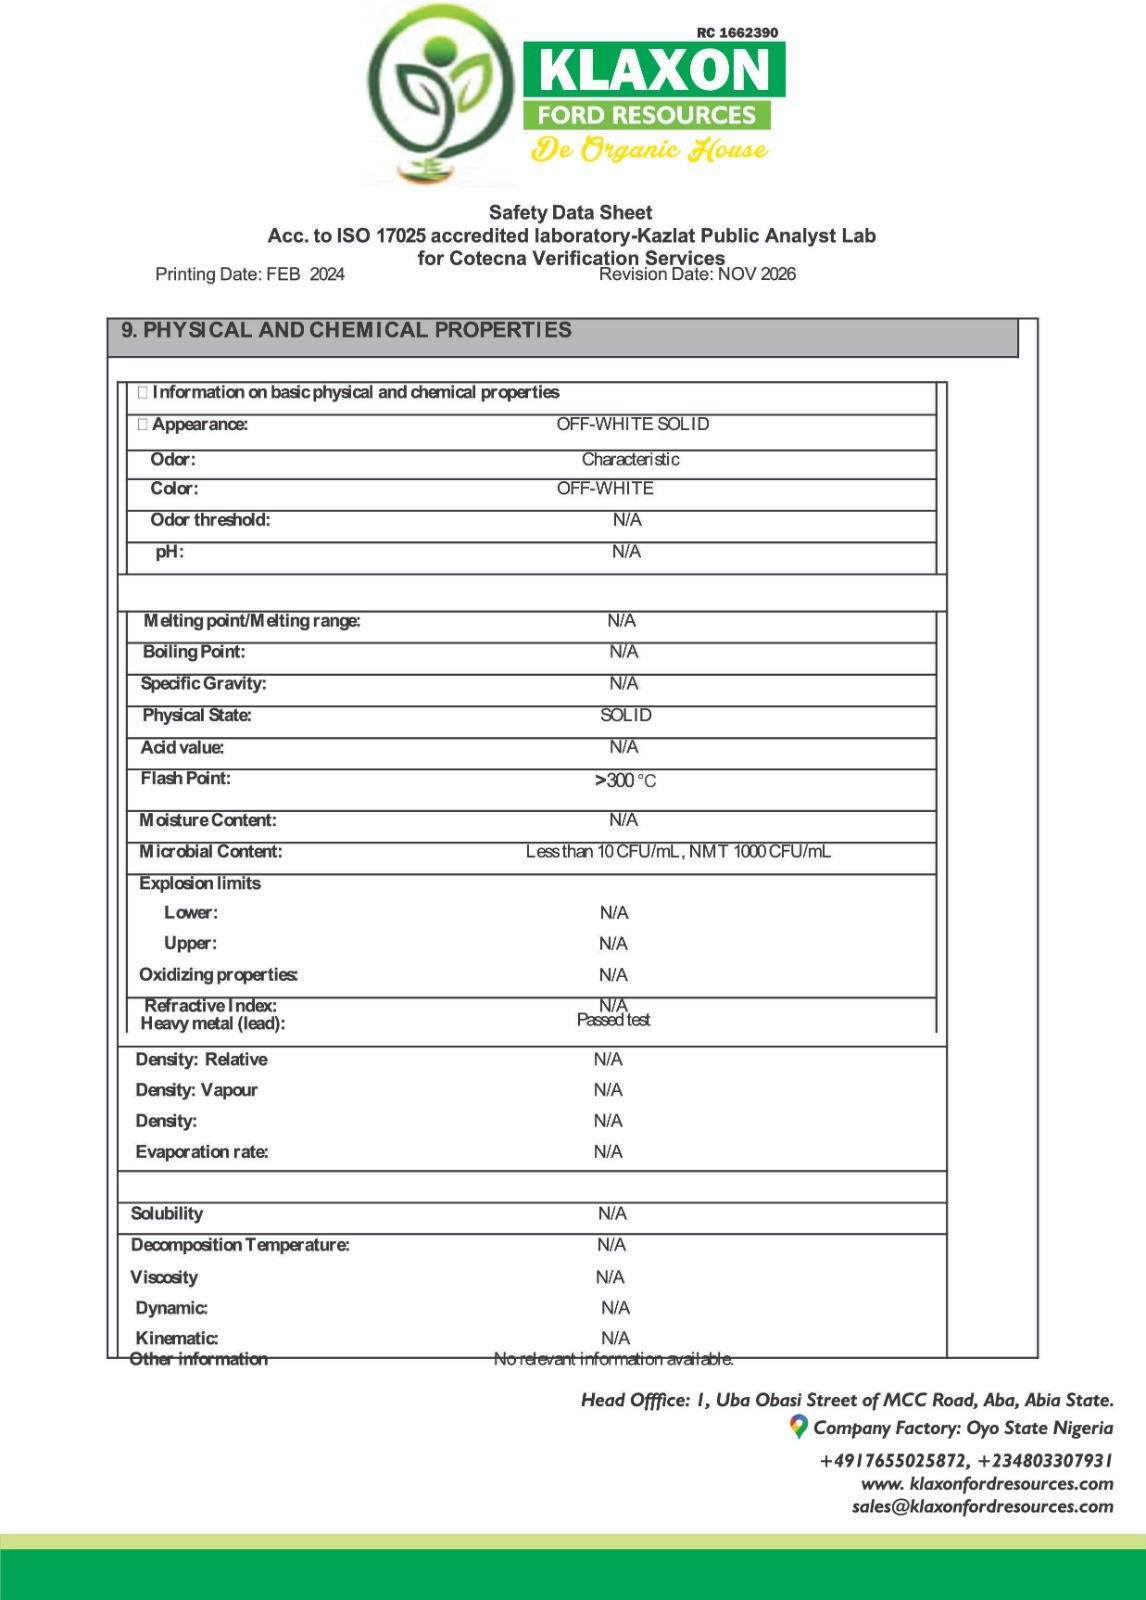 RC 1662390
KLAXON
FORD RESOURCES
De Organic House
Safety Data Sheet
Acc. to ISO 17025 accredited laboratory-Kazlat Public Analyst Lab
for Cotecna Verification Services
Printing Date: FEB 2024 Revision Date: NOV 2026
9. PHYSICAL AND CHEMICAL PROPERTIES
□ Information on basic physical and chemical properties
□ Appearance: OFF-WHITE SOLID
Odor: Characteristic
Color: OFF-WHITE
Odor threshold: N/A
pH: N/A
Melting point/Melting range: N/A
Boiling Point: N/A
Specific Gravity: N/A
Physical State: SOLID
Acid value: N/A
Flash Point: >300 °C
Moisture Content: N/A
Microbial Content: Less than 10 CFU/mL, NMT 1000 CFU/mL
Explosion limits
Lower: N/A
Upper: N/A
Oxidizing properties: N/A
Refractive Index: N/A
Heavy metal (lead): Passed test
Density: Relative N/A
Density: Vapour N/A
Density: N/A
Evaporation rate: N/A
Solubility N/A
Decomposition Temperature: N/A
Viscosity N/A
Dynamic: N/A
Kinematic: N/A
Other information No relevant information available.
Head Offfice: 1, Uba Obasi Street of MCC Road, Aba, Abia State.
Company Factory: Oyo State Nigeria
+4917655025872, +234803307931
www. klaxonfordresources.com
sales@klaxonfordresources.com